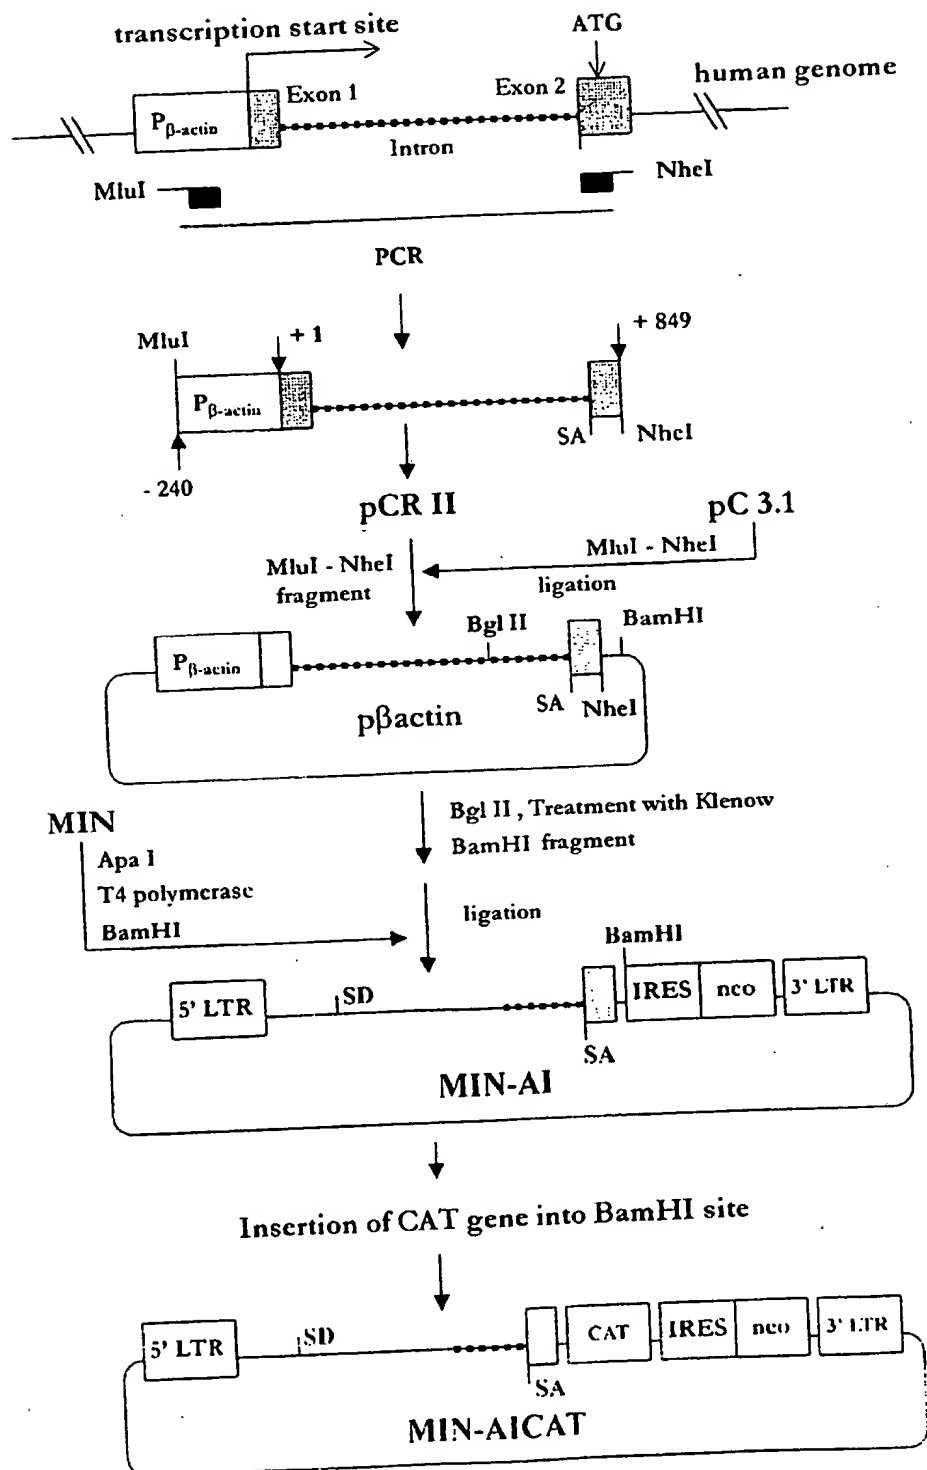 transcription start site
ATG
human genome
Exon 1
Exon 2
Pβ-actin
Intron
MluI
NheI
PCR
MluI
+ 1
+ 849
Pβ-actin
SA
NheI
- 240
pCR II
pC 3.1
MluI - NheI
fragment
MluI - NheI
ligation
Bgl II
BamHI
Pβ-actin
SA
NheI
pβactin
MIN
Apa I
T4 polymerase
BamHI
Bgl II , Treatment with Klenow
BamHI fragment
ligation
BamHI
5' LTR
SD
IRES
neo
3' LTR
SA
MIN-AI
Insertion of CAT gene into BamHI site
5' LTR
SD
CAT
IRES
neo
3' LTR
SA
MIN-AICAT